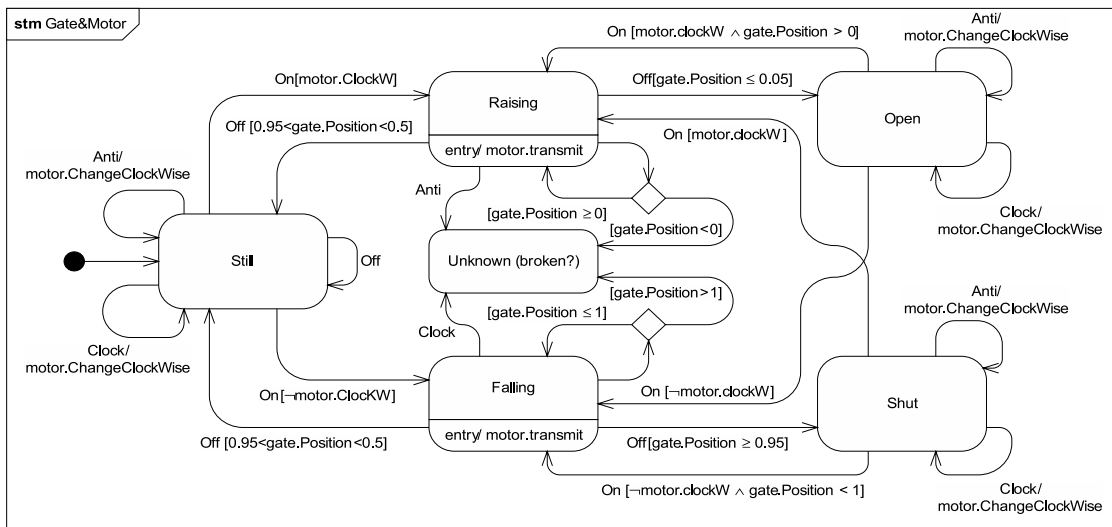 stm Gate&Motor
On [motor.clockW ∧ gate.Position > 0]
Anti/
motor.ChangeClockWise
On[motor.ClockW]
Raising
Off[gate.Position ≤ 0.05]
Open
Off [0.95<gate.Position<0.5]
On [motor.clockW]
entry/ motor.transmit
Anti/
motor.ChangeClockWise
Anti
[gate.Position ≥ 0]
[gate.Position<0]
Clock/
motor.ChangeClockWise
Still
Off
Unknown (broken?)
[gate.Position>1]
[gate.Position ≤ 1]
Anti/
motor.ChangeClockWise
Clock
Clock/
motor.ChangeClockWise
On[¬motor.ClocKW]
Falling
On [¬motor.clockW]
Shut
Off [0.95<gate.Position<0.5]
entry/ motor.transmit
Off[gate.Position ≥ 0.95]
On [¬motor.clockW ∧ gate.Position < 1]
Clock/
motor.ChangeClockWise